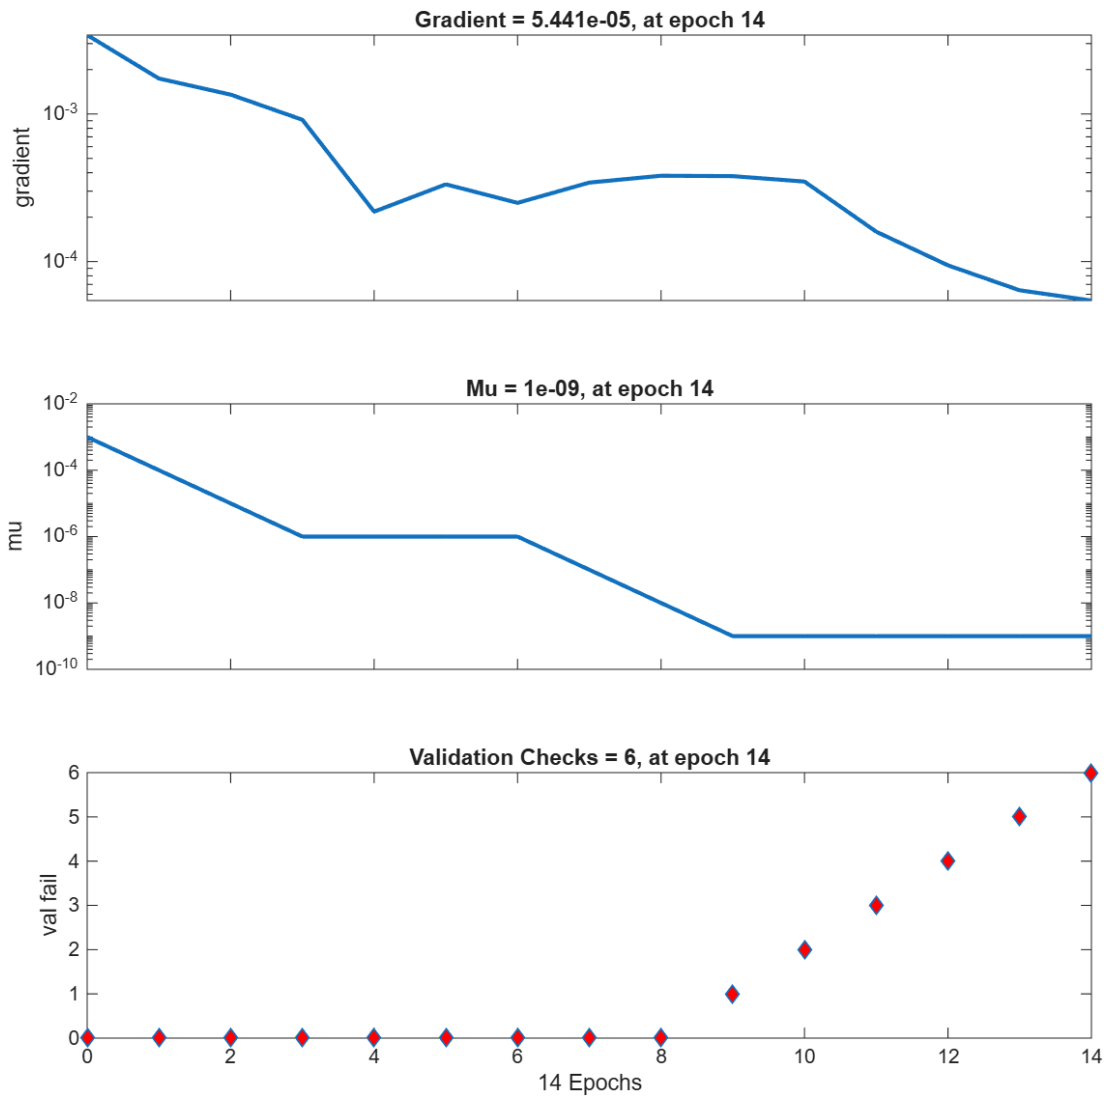 Gradient = 5.441e-05, at epoch 14
10⁻³
gradient
10⁻⁴
Mu = 1e-09, at epoch 14
10⁻²
10⁻⁴
mu
10⁻⁶
10⁻⁸
10⁻¹⁰
Validation Checks = 6, at epoch 14
6
5
4
val fail
3
2
1
0
0 2 4 6 8 10 12 14
14 Epochs